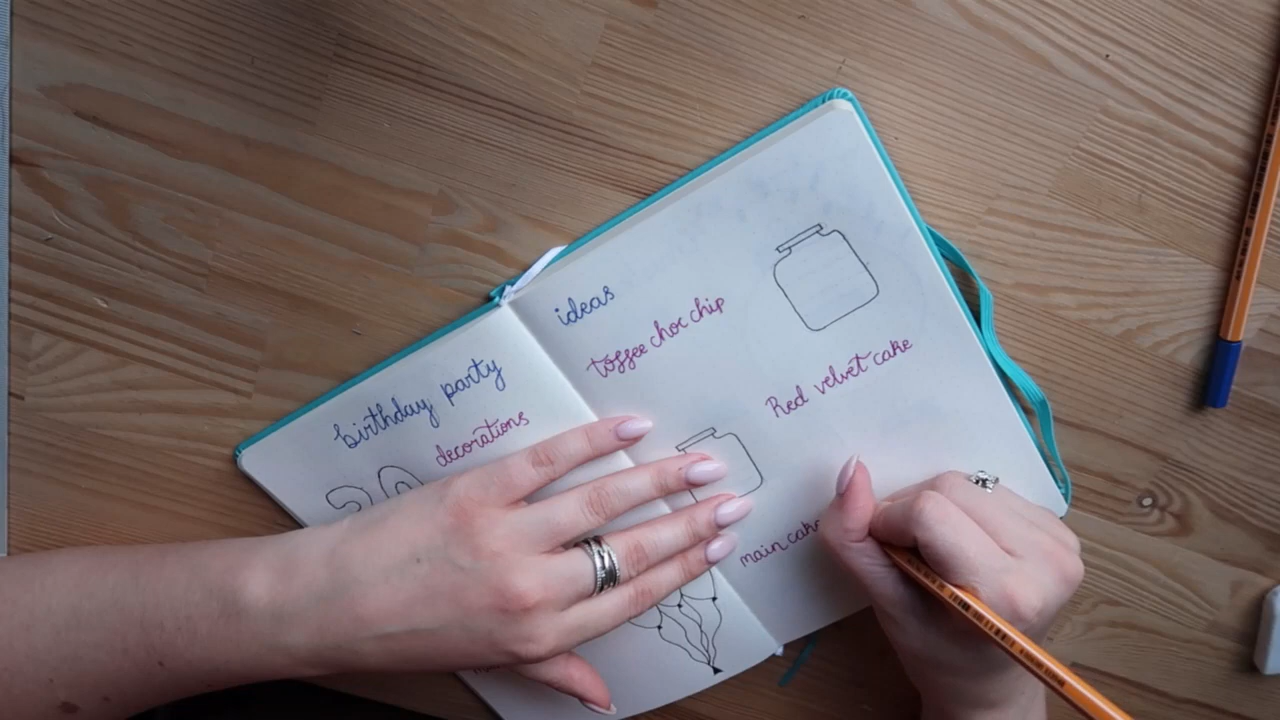 birthday party
decorations
ideas
toffee choc chip
Red velvet cake
main cake